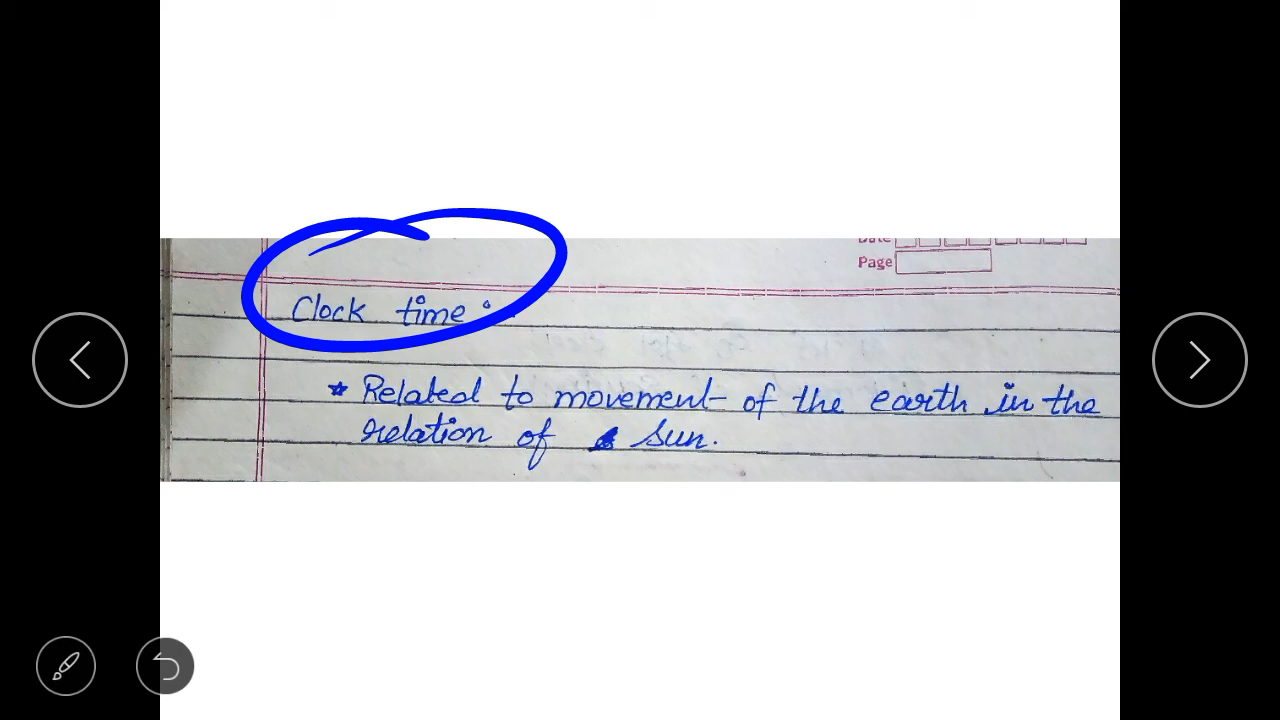 Date
Page
Clock time :
* Related to movement of the earth in the
relation of Sun.